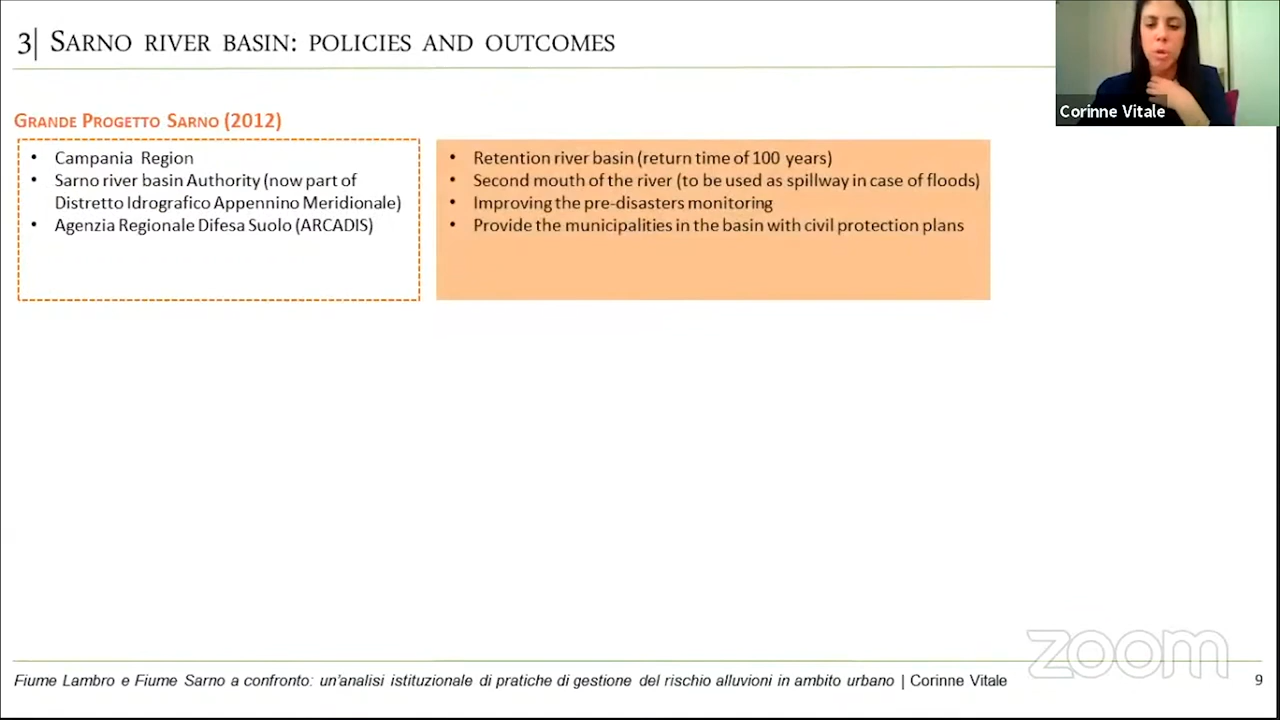 3| SARNO RIVER BASIN: POLICIES AND OUTCOMES
Corinne Vitale
GRANDE PROGETTO SARNO (2012)
• Campania Region
• Sarno river basin Authority (now part of
Distretto Idrografico Appennino Meridionale)
• Agenzia Regionale Difesa Suolo (ARCADIS)
• Retention river basin (return time of 100 years)
• Second mouth of the river (to be used as spillway in case of floods)
• Improving the pre-disasters monitoring
• Provide the municipalities in the basin with civil protection plans
zoom
Fiume Lambro e Fiume Sarno a confronto: un'analisi istituzionale di pratiche di gestione del rischio alluvioni in ambito urbano | Corinne Vitale
9